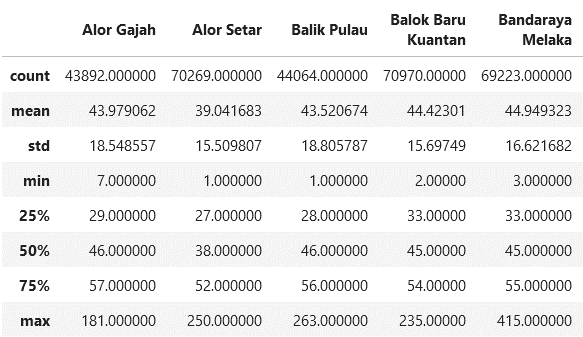 Alor Gajah Alor Setar Balik Pulau Balok Baru Kuantan Bandaraya Melaka
count 43892.000000 70269.000000 44064.000000 70970.00000 69223.000000
mean 43.979062 39.041683 43.520674 44.42301 44.949323
std 18.548557 15.509807 18.805787 15.69749 16.621682
min 7.000000 1.000000 1.000000 2.00000 3.000000
25% 29.000000 27.000000 28.000000 33.00000 33.000000
50% 46.000000 38.000000 46.000000 45.00000 45.000000
75% 57.000000 52.000000 56.000000 54.00000 55.000000
max 181.000000 250.000000 263.000000 235.00000 415.000000